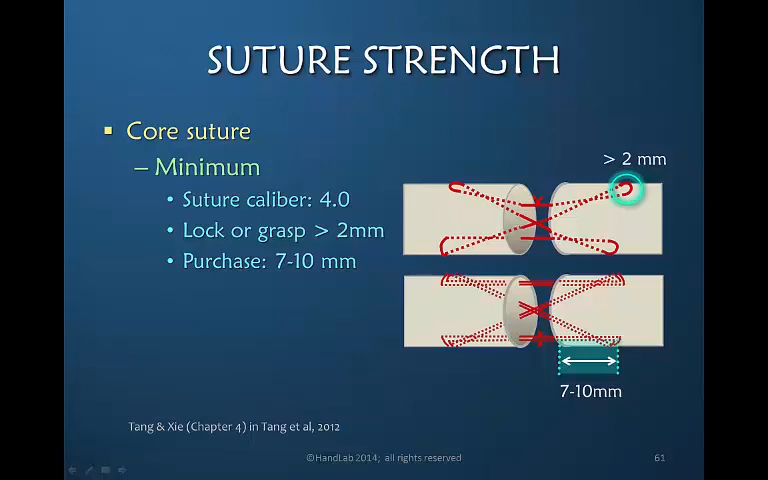 SUTURE STRENGTH
▪ Core suture
– Minimum
• Suture caliber: 4.0
• Lock or grasp > 2mm
• Purchase: 7-10 mm
> 2 mm
7-10mm
Tang & Xie (Chapter 4) in Tang et al, 2012
©HandLab 2014; all rights reserved
61